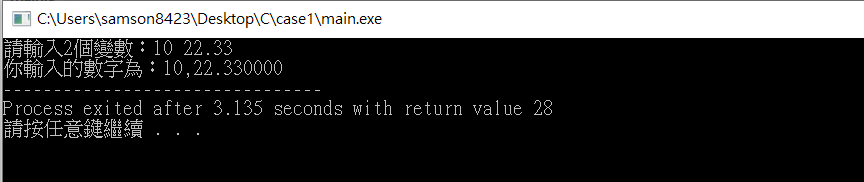 C:\Users\samson8423\Desktop\C\case1\main.exe
請輸入2個變數：10 22.33
你輸入的數字為：10,22.330000
--------------------------------
Process exited after 3.135 seconds with return value 28
請按任意鍵繼續 . . .